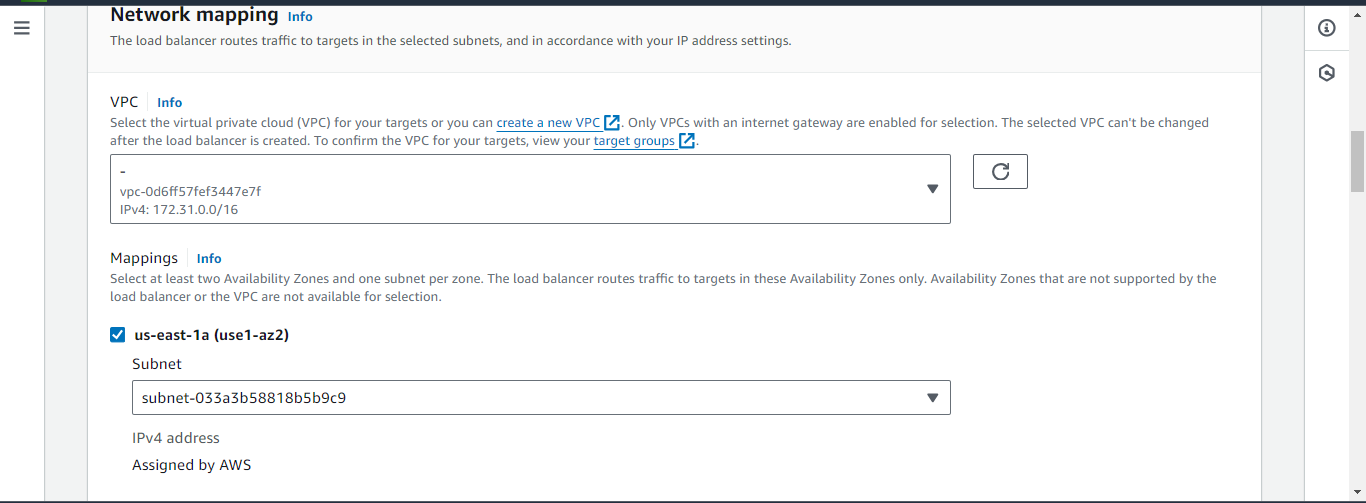 Network mapping Info
The load balancer routes traffic to targets in the selected subnets, and in accordance with your IP address settings.
VPC Info
Select the virtual private cloud (VPC) for your targets or you can create a new VPC. Only VPCs with an internet gateway are enabled for selection. The selected VPC can't be changed
after the load balancer is created. To confirm the VPC for your targets, view your target groups.
-
vpc-0d6ff57fef3447e7f
IPv4: 172.31.0.0/16
Mappings Info
Select at least two Availability Zones and one subnet per zone. The load balancer routes traffic to targets in these Availability Zones only. Availability Zones that are not supported by the
load balancer or the VPC are not available for selection.
us-east-1a (use1-az2)
Subnet
subnet-033a3b58818b5b9c9
IPv4 address
Assigned by AWS